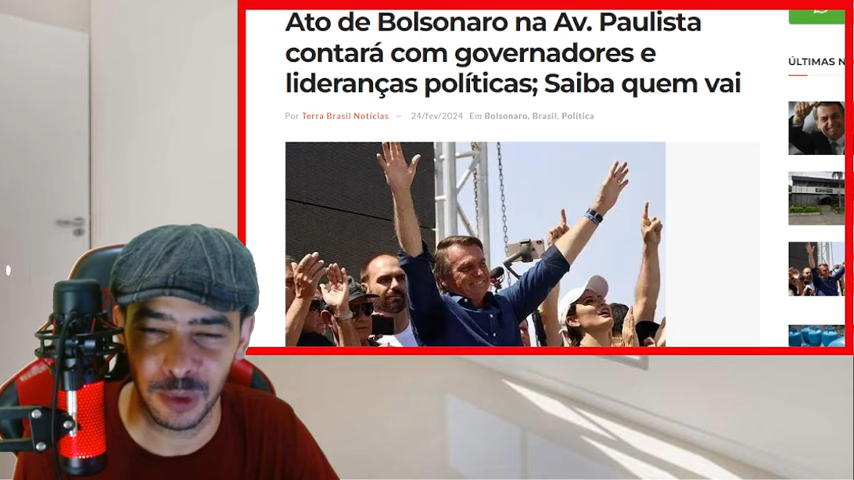 Ato de Bolsonaro na Av. Paulista
contará com governadores e
lideranças políticas; Saiba quem vai
Por Terra Brasil Notícias — 24/fev/2024 Em Bolsonaro, Brasil, Política
ÚLTIMAS